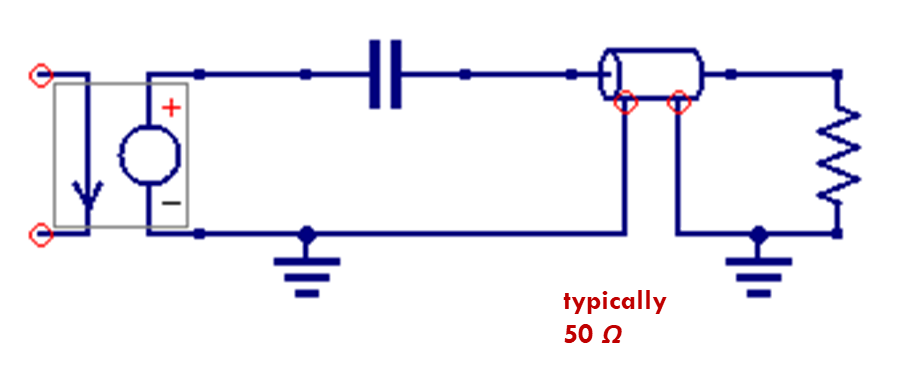 +
−
typically
50 Ω